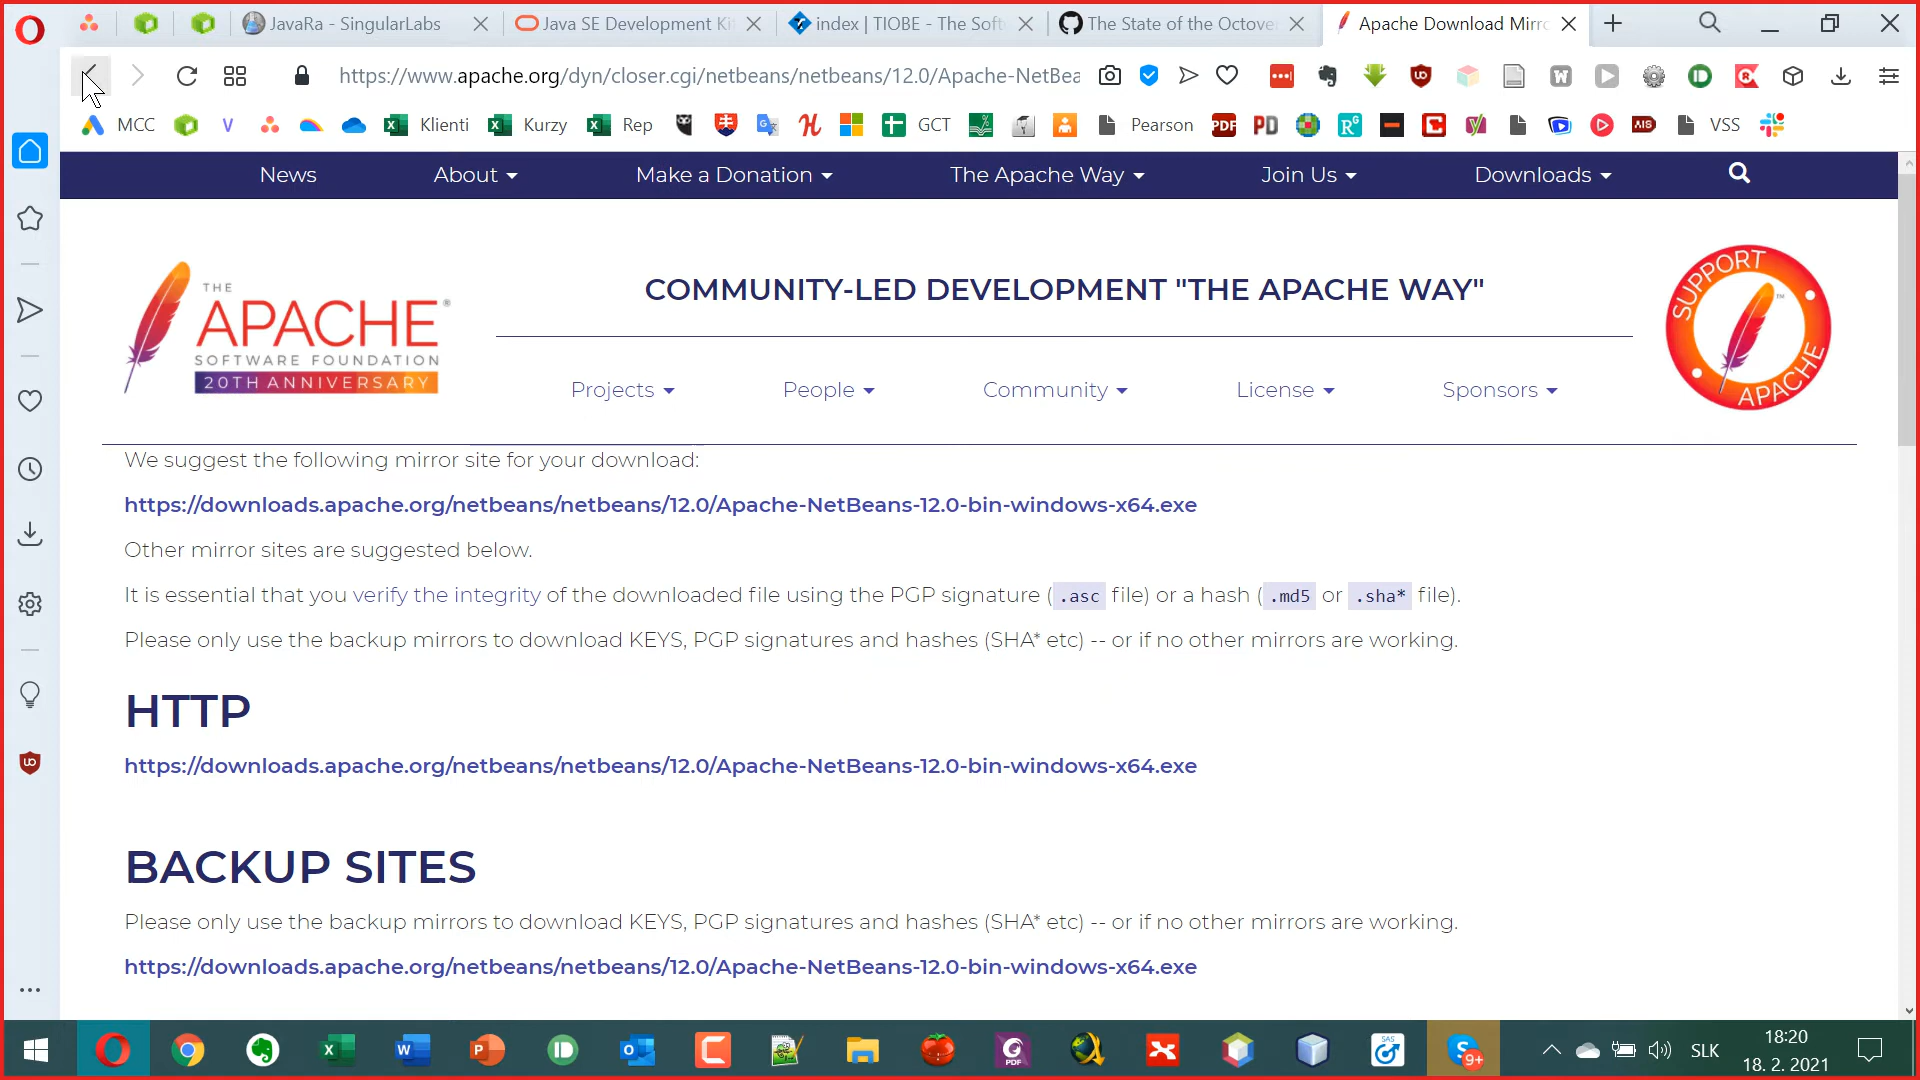 JavaRa - SingularLabs
Java SE Development Ki
index | TIOBE - The Soft
The State of the Octover
Apache Download Mirro
https://www.apache.org/dyn/closer.cgi/netbeans/netbeans/12.0/Apache-NetBea
MCC
V
Klienti
Kurzy
Rep
GCT
Pearson
PDF
PD
AIS
VSS
News
About
Make a Donation
The Apache Way
Join Us
Downloads
THE
APACHE®
SOFTWARE FOUNDATION
20TH ANNIVERSARY
COMMUNITY-LED DEVELOPMENT "THE APACHE WAY"
SUPPORT
APACHE
Projects
People
Community
License
Sponsors
We suggest the following mirror site for your download:
https://downloads.apache.org/netbeans/netbeans/12.0/Apache-NetBeans-12.0-bin-windows-x64.exe
Other mirror sites are suggested below.
It is essential that you verify the integrity of the downloaded file using the PGP signature ( .asc file) or a hash ( .md5 or .sha* file).
Please only use the backup mirrors to download KEYS, PGP signatures and hashes (SHA* etc) -- or if no other mirrors are working.
HTTP
https://downloads.apache.org/netbeans/netbeans/12.0/Apache-NetBeans-12.0-bin-windows-x64.exe
BACKUP SITES
Please only use the backup mirrors to download KEYS, PGP signatures and hashes (SHA* etc) -- or if no other mirrors are working.
https://downloads.apache.org/netbeans/netbeans/12.0/Apache-NetBeans-12.0-bin-windows-x64.exe
9+
SLK
18:20
18. 2. 2021